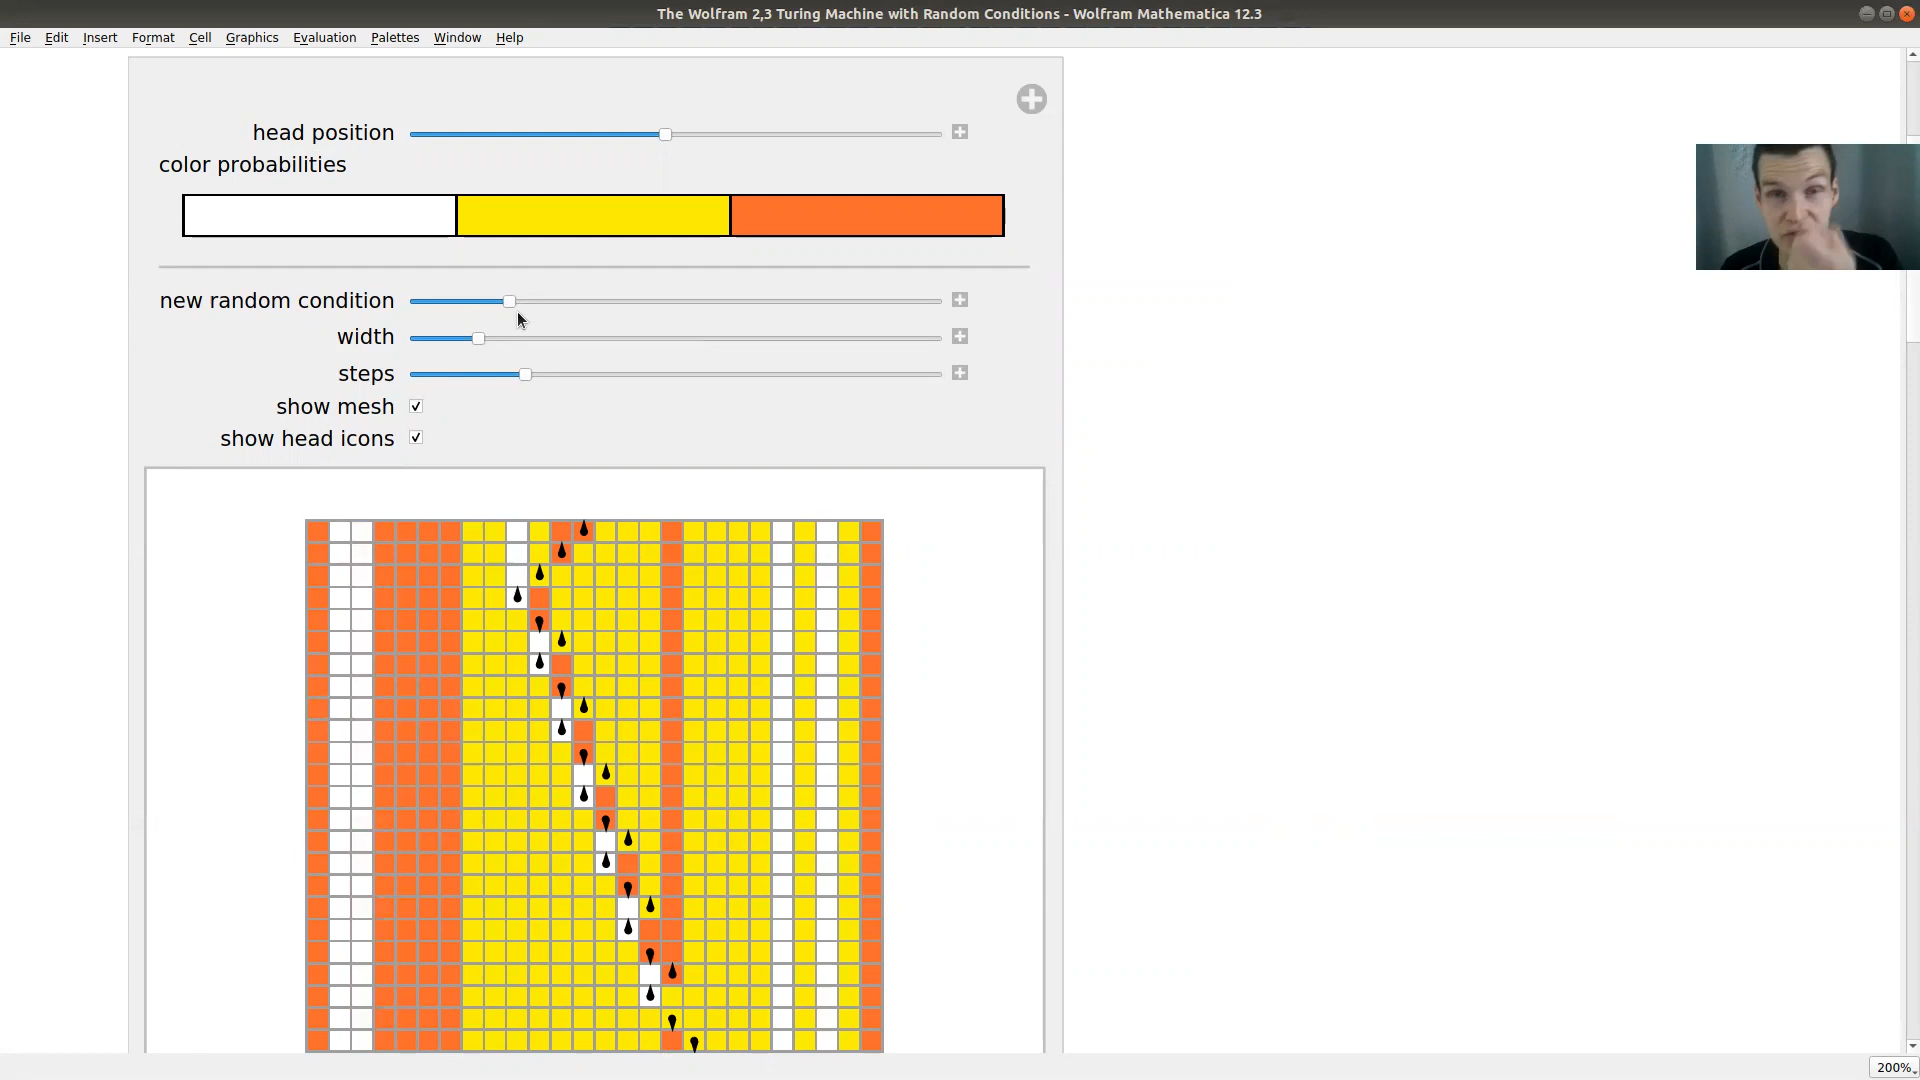 The Wolfram 2,3 Turing Machine with Random Conditions - Wolfram Mathematica 12.3
File Edit Insert Format Cell Graphics Evaluation Palettes Window Help
head position
color probabilities
new random condition
width
steps
show mesh
show head icons
200%